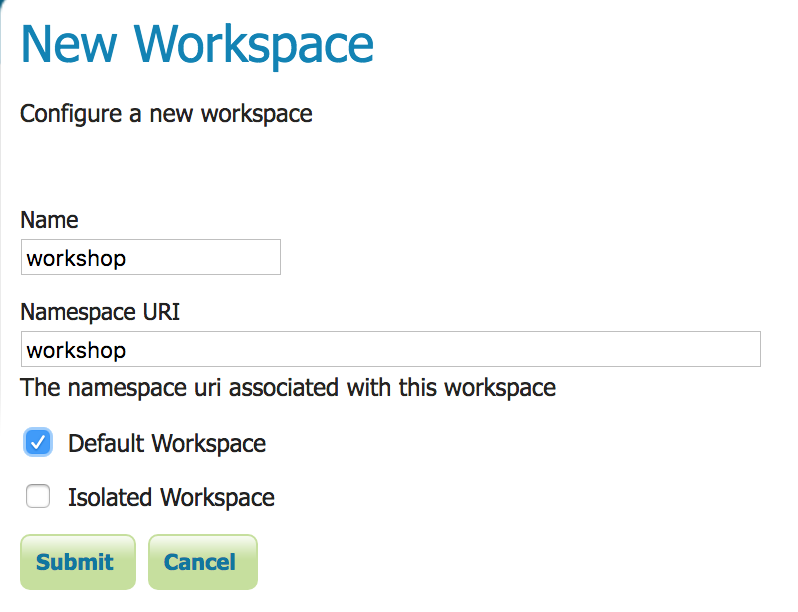 New Workspace
Configure a new workspace
Name
workshop
Namespace URI
workshop
The namespace uri associated with this workspace
Default Workspace
Isolated Workspace
Submit Cancel